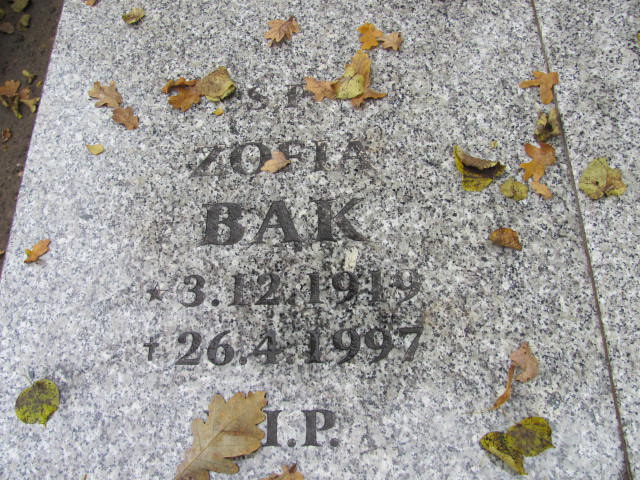 Ś.P.
ZOFIA
BAK
* 3.12.1919
† 26.4.1997
I.P.